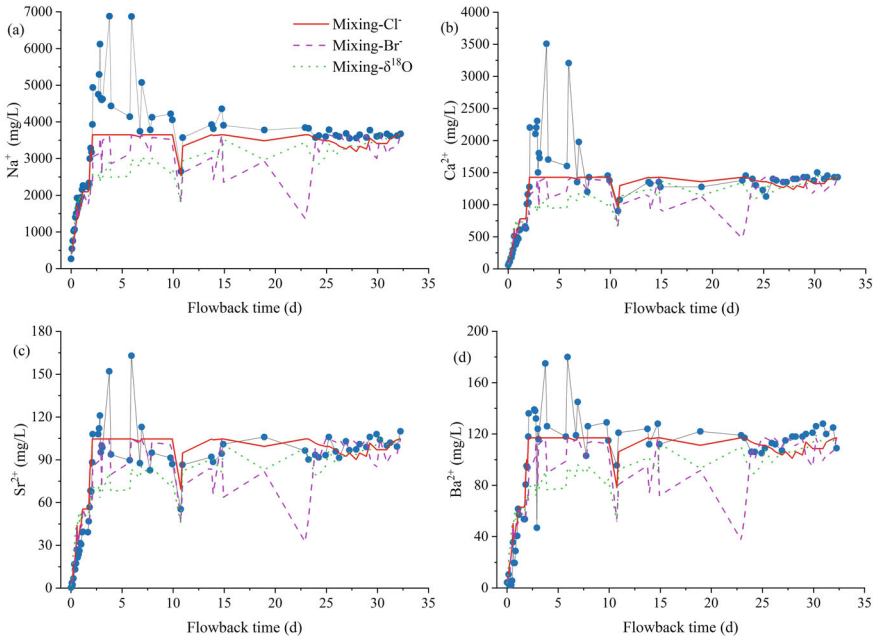 (a)
Mixing-Cl⁻
Mixing-Br⁻
Mixing-δ¹⁸O
7000
6000
5000
4000
3000
2000
1000
0
Na⁺ (mg/L)
0 5 10 15 20 25 30 35
Flowback time (d)
(b)
4000
3500
3000
2500
2000
1500
1000
500
0
Ca²⁺ (mg/L)
0 5 10 15 20 25 30 35
Flowback time (d)
(c)
180
150
120
90
60
30
0
Sr²⁺ (mg/L)
0 5 10 15 20 25 30 35
Flowback time (d)
(d)
200
160
120
80
40
0
Ba²⁺ (mg/L)
0 5 10 15 20 25 30 35
Flowback time (d)